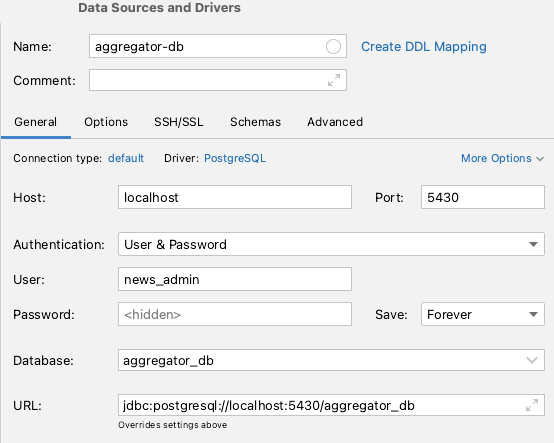 Data Sources and Drivers
Name: aggregator-db Create DDL Mapping
Comment:
General Options SSH/SSL Schemas Advanced
Connection type: default Driver: PostgreSQL More Options
Host: localhost Port: 5430
Authentication: User & Password
User: news_admin
Password: <hidden> Save: Forever
Database: aggregator_db
URL: jdbc:postgresql://localhost:5430/aggregator_db
Overrides settings above